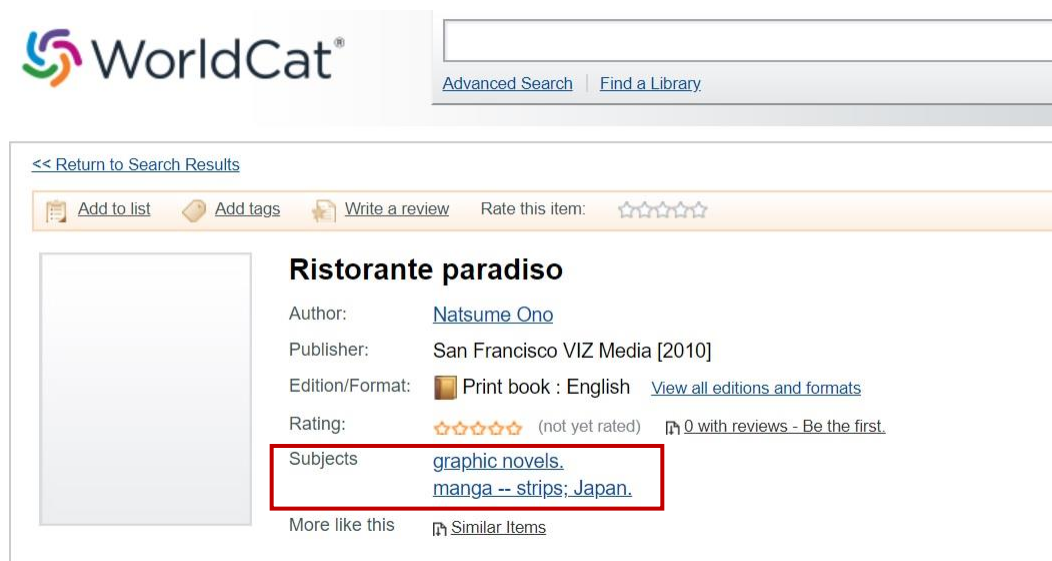 WorldCat®
Advanced Search | Find a Library
<< Return to Search Results
Add to list Add tags Write a review Rate this item:
Ristorante paradiso
Author: Natsume Ono
Publisher: San Francisco VIZ Media [2010]
Edition/Format: Print book : English View all editions and formats
Rating: (not yet rated) 0 with reviews - Be the first.
Subjects graphic novels.
manga -- strips; Japan.
More like this Similar Items